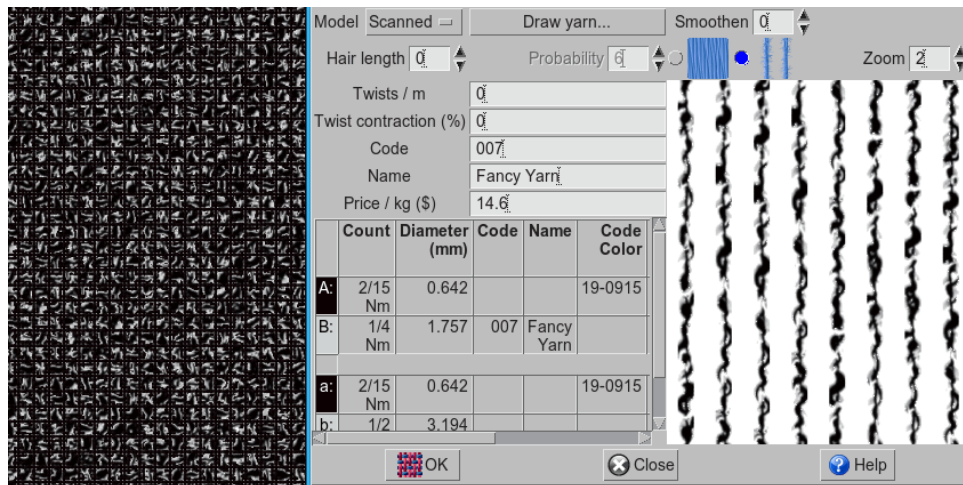 Model Scanned Draw yarn... Smoothen 0
Hair length 0 Probability 6 Zoom 2
Twists / m 0
Twist contraction (%) 0
Code 007
Name Fancy Yarn
Price / kg ($) 14.6
Count Diameter (mm) Code Name Code Color
A: 2/15 Nm 0.642 19-0915
B: 1/4 Nm 1.757 007 Fancy Yarn
a: 2/15 Nm 0.642 19-0915
b: 1/2 3.194
OK Close Help